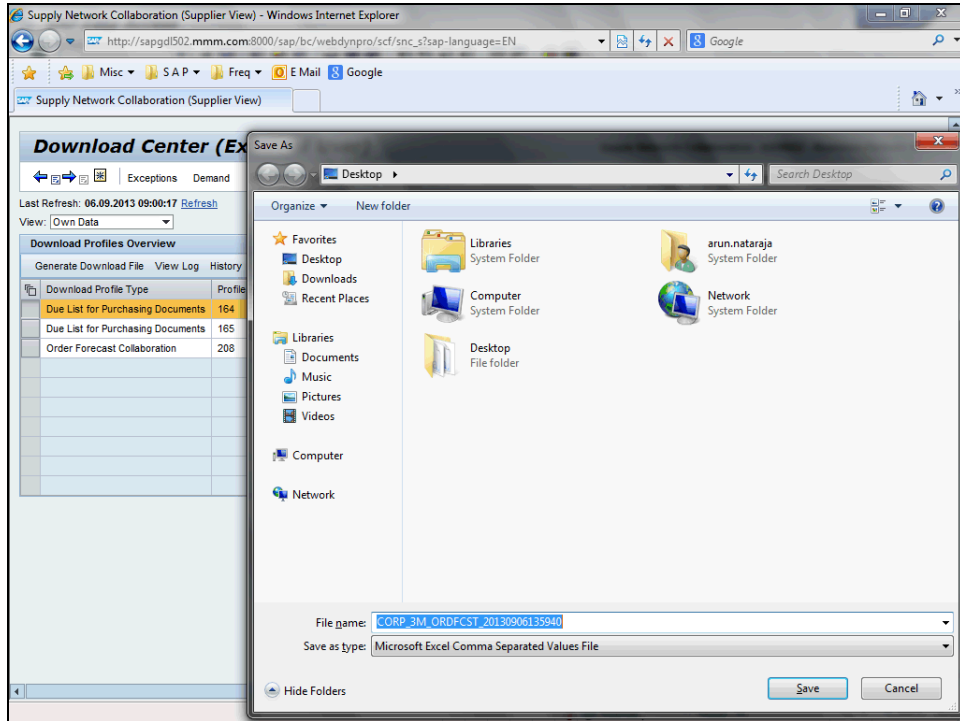 Supply Network Collaboration (Supplier View) - Windows Internet Explorer
http://sapgdl502.mmm.com:8000/sap/bc/webdynpro/scf/snc_s?sap-language=EN
Google
Misc SAP Freq E Mail Google
Supply Network Collaboration (Supplier View)
Download Center (Ex
Exceptions Demand
Last Refresh: 06.09.2013 09:00:17 Refresh
View: Own Data
Download Profiles Overview
Generate Download File View Log History
Download Profile Type Profile
Due List for Purchasing Documents 164
Due List for Purchasing Documents 165
Order Forecast Collaboration 208
Save As
Desktop
Search Desktop
Organize New folder
Favorites
Desktop
Downloads
Recent Places
Libraries
Documents
Music
Pictures
Videos
Computer
Network
Libraries
System Folder
arun.nataraja
System Folder
Computer
System Folder
Network
System Folder
Desktop
File folder
File name: CORP_3M_ORDFCST_20130906135940
Save as type: Microsoft Excel Comma Separated Values File
Hide Folders
Save Cancel